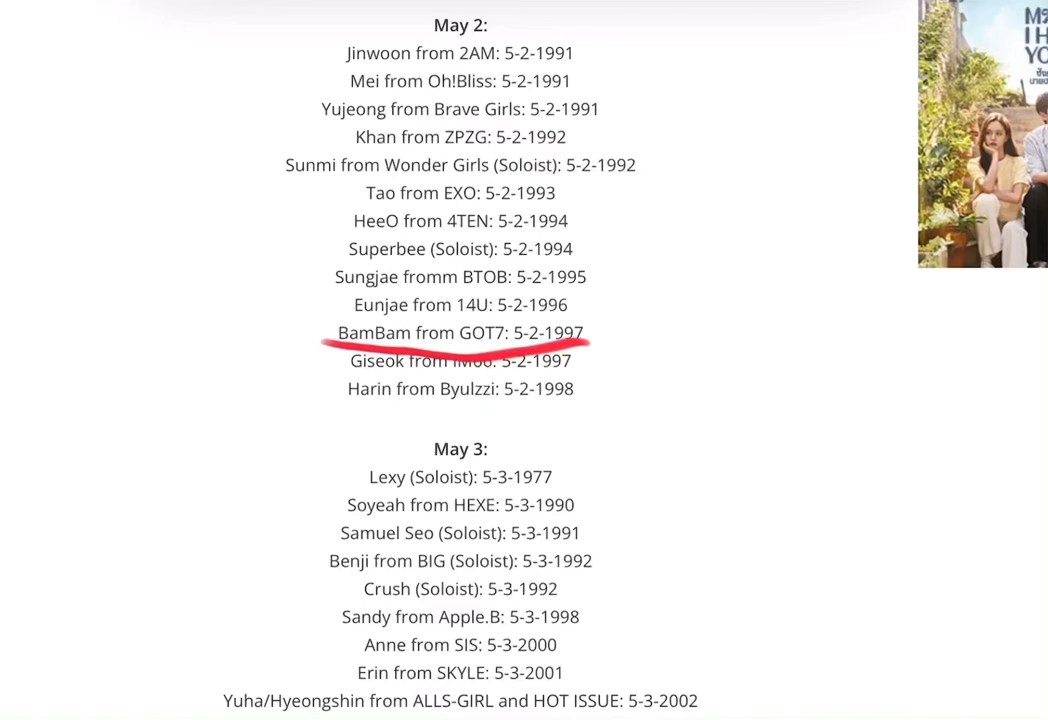 May 2:
Jinwoon from 2AM: 5-2-1991
Mei from Oh!Bliss: 5-2-1991
Yujeong from Brave Girls: 5-2-1991
Khan from ZPZG: 5-2-1992
Sunmi from Wonder Girls (Soloist): 5-2-1992
Tao from EXO: 5-2-1993
HeeO from 4TEN: 5-2-1994
Superbee (Soloist): 5-2-1994
Sungjae fromm BTOB: 5-2-1995
Eunjae from 14U: 5-2-1996
BamBam from GOT7: 5-2-1997
Giseok from 5-2-1997
Harin from Byulzzi: 5-2-1998
May 3:
Lexy (Soloist): 5-3-1977
Soyeah from HEXE: 5-3-1990
Samuel Seo (Soloist): 5-3-1991
Benji from BIG (Soloist): 5-3-1992
Crush (Soloist): 5-3-1992
Sandy from Apple.B: 5-3-1998
Anne from SIS: 5-3-2000
Erin from SKYLE: 5-3-2001
Yuha/Hyeongshin from ALLS-GIRL and HOT ISSUE: 5-3-2002